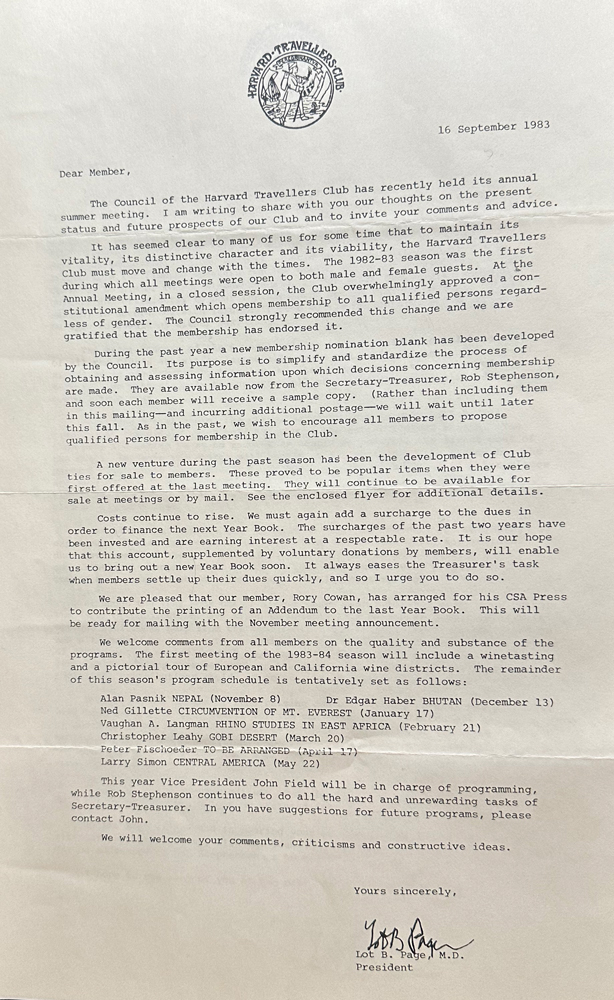 HARVARD·TRAVELLERS·CLUB·
16 September 1983
Dear Member,
The Council of the Harvard Travellers Club has recently held its annual
summer meeting. I am writing to share with you our thoughts on the present
status and future prospects of our Club and to invite your comments and advice.
It has seemed clear to many of us for some time that to maintain its
vitality, its distinctive character and its viability, the Harvard Travellers
Club must move and change with the times. The 1982-83 season was the first
during which all meetings were open to both male and female guests. At the
Annual Meeting, in a closed session, the Club overwhelmingly approved a con-
stitutional amendment which opens membership to all qualified persons regard-
less of gender. The Council strongly recommended this change and we are
gratified that the membership has endorsed it.
During the past year a new membership nomination blank has been developed
by the Council. Its purpose is to simplify and standardize the process of
obtaining and assessing information upon which decisions concerning membership
are made. They are available now from the Secretary-Treasurer, Rob Stephenson,
and soon each member will receive a sample copy. (Rather than including them
in this mailing—and incurring additional postage—we will wait until later
this fall. As in the past, we wish to encourage all members to propose
qualified persons for membership in the Club.
A new venture during the past season has been the development of Club
ties for sale to members. These proved to be popular items when they were
first offered at the last meeting. They will continue to be available for
sale at meetings or by mail. See the enclosed flyer for additional details.
Costs continue to rise. We must again add a surcharge to the dues in
order to finance the next Year Book. The surcharges of the past two years have
been invested and are earning interest at a respectable rate. It is our hope
that this account, supplemented by voluntary donations by members, will enable
us to bring out a new Year Book soon. It always eases the Treasurer's task
when members settle up their dues quickly, and so I urge you to do so.
We are pleased that our member, Rory Cowan, has arranged for his CSA Press
to contribute the printing of an Addendum to the last Year Book. This will
be ready for mailing with the November meeting announcement.
We welcome comments from all members on the quality and substance of the
programs. The first meeting of the 1983-84 season will include a winetasting
and a pictorial tour of European and California wine districts. The remainder
of this season's program schedule is tentatively set as follows:
Alan Pasnik NEPAL (November 8) Dr Edgar Haber BHUTAN (December 13)
Ned Gillette CIRCUMVENTION OF MT. EVEREST (January 17)
Vaughan A. Langman RHINO STUDIES IN EAST AFRICA (February 21)
Christopher Leahy GOBI DESERT (March 20)
Peter Fischoeder TO BE ARRANGED (April 17)
Larry Simon CENTRAL AMERICA (May 22)
This year Vice President John Field will be in charge of programming,
while Rob Stephenson continues to do all the hard and unrewarding tasks of
Secretary-Treasurer. In you have suggestions for future programs, please
contact John.
We will welcome your comments, criticisms and constructive ideas.
Yours sincerely,
Lot B Page
Lot B. Page, M.D.
President